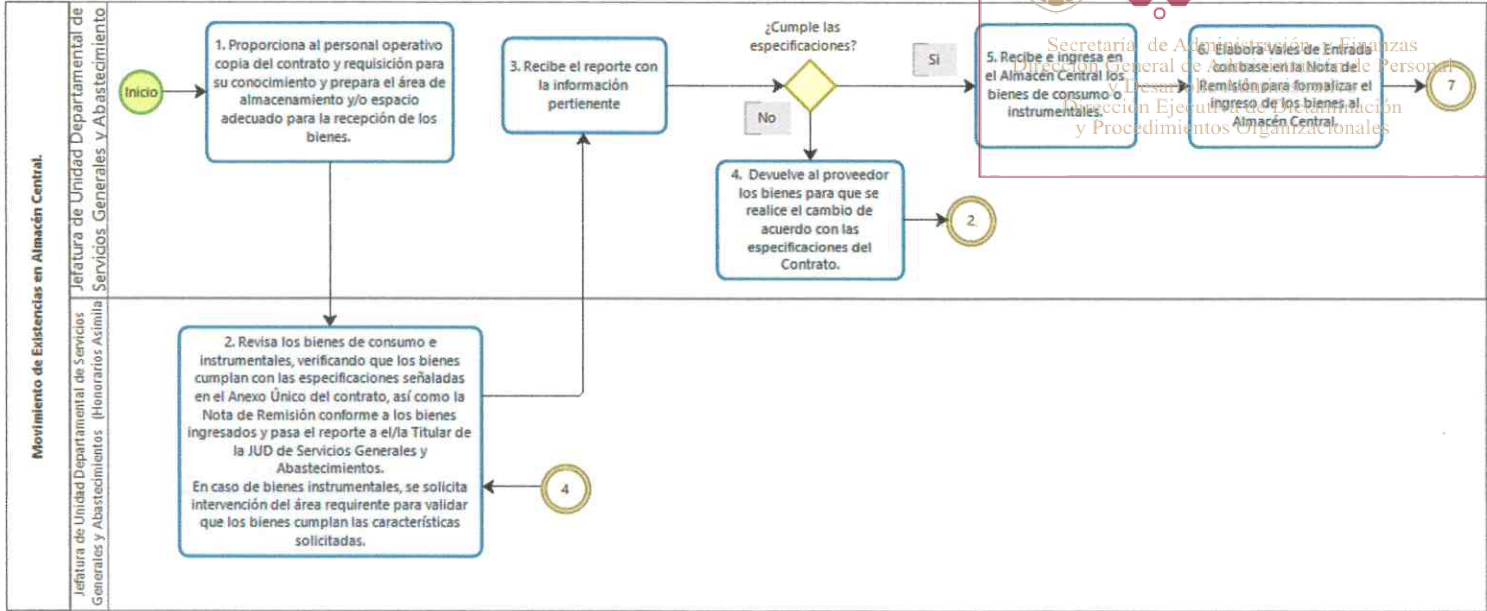 Movimiento de Existencias en Almacén Central.
Jefatura de Unidad Departamental de
Servicios Generales y Abastecimiento
Inicio
1. Proporciona al personal operativo
copia del contrato y requisición para
su conocimiento y prepara el área de
almacenamiento y/o espacio
adecuado para la recepción de los
bienes.
3. Recibe el reporte con
la información
pertienente
¿Cumple las
especificaciones?
Si
No
4. Devuelve al proveedor
los bienes para que se
realice el cambio de
acuerdo con las
especificaciones del
Contrato.
2
5. Recibe e ingresa en
el Almacén Central los
bienes de consumo o
instrumentales.
6. Elabora Vales de Entrada
con base en la Nota de
Remisión para formalizar el
ingreso de los bienes al
Almacén Central.
7
Secretaría de Administración y Finanzas
Dirección General de Administración de Personal
y Desarrollo
Dirección Ejecutiva de Dictaminación
y Procedimientos Organizacionales
Jefatura de Unidad Departamental de Servicios
Generales y Abastecimientos (Honorarios Asimila
2. Revisa los bienes de consumo e
instrumentales, verificando que los bienes
cumplan con las especificaciones señaladas
en el Anexo Único del contrato, así como la
Nota de Remisión conforme a los bienes
ingresados y pasa el reporte a el/la Titular de
la JUD de Servicios Generales y
Abastecimientos.
En caso de bienes instrumentales, se solicita
intervención del área requirente para validar
que los bienes cumplan las características
solicitadas.
4